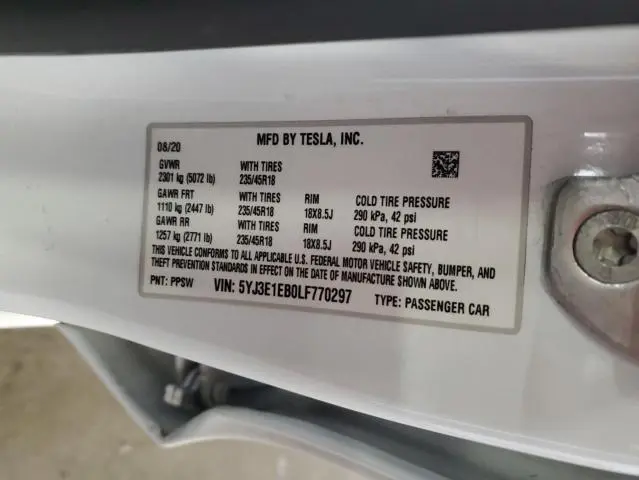 08/20 MFD BY TESLA, INC.
GVWR WITH TIRES
2301 kg (5072 lb) 235/45R18
GAWR FRT WITH TIRES RIM COLD TIRE PRESSURE
1110 kg (2447 lb) 235/45R18 18X8.5J 290 kPa, 42 psi
GAWR RR WITH TIRES RIM COLD TIRE PRESSURE
1257 kg (2771 lb) 235/45R18 18X8.5J 290 kPa, 42 psi
THIS VEHICLE CONFORMS TO ALL APPLICABLE U.S. FEDERAL MOTOR VEHICLE SAFETY, BUMPER, AND
THEFT PREVENTION STANDARDS IN EFFECT ON THE DATE OF MANUFACTURE SHOWN ABOVE.
PNT: PPSW VIN: 5YJ3E1EB0LF770297 TYPE: PASSENGER CAR